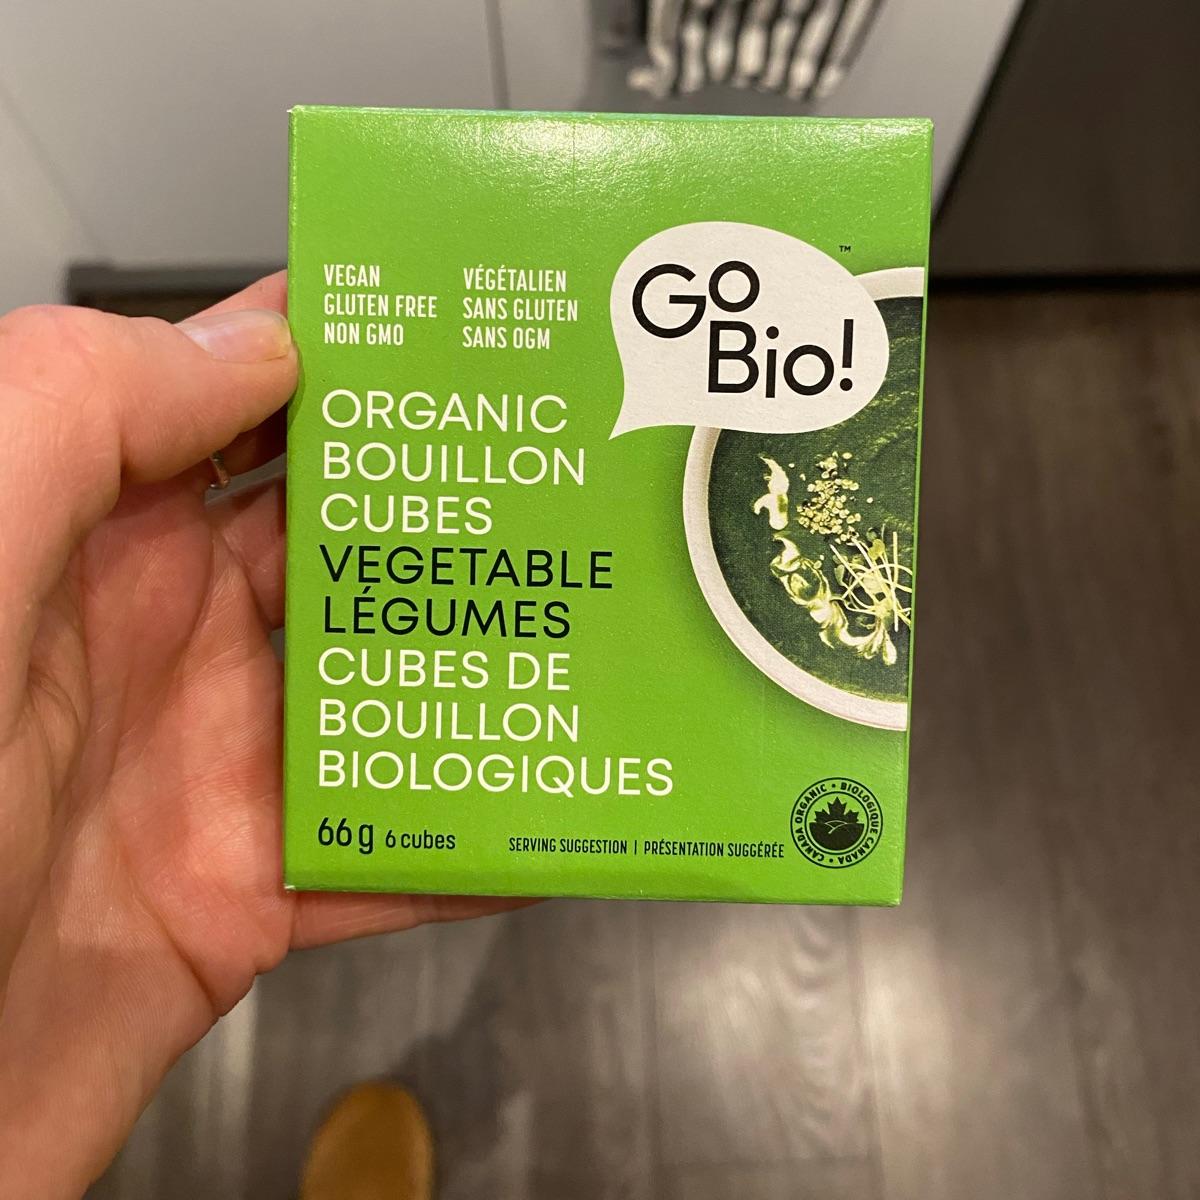 VEGAN
GLUTEN FREE
NON GMO
VÉGÉTALIEN
SANS GLUTEN
SANS OGM
Go
Bio!
™
ORGANIC
BOUILLON
CUBES
VEGETABLE
LÉGUMES
CUBES DE
BOUILLON
BIOLOGIQUES
66 g 6 cubes
SERVING SUGGESTION | PRÉSENTATION SUGGÉRÉE
CANADA ORGANIC • BIOLOGIQUE CANADA •